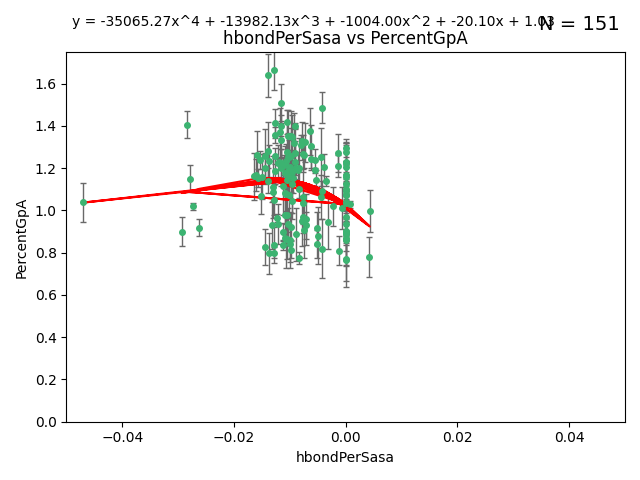 y = -35065.27x^4 + -13982.13x^3 + -1004.00x^2 + -20.10x + 1.03
N = 151
hbondPerSasa vs PercentGpA
PercentGpA
1.6
1.4
1.2
1.0
0.8
0.6
0.4
0.2
0.0
−0.04 −0.02 0.00 0.02 0.04
hbondPerSasa